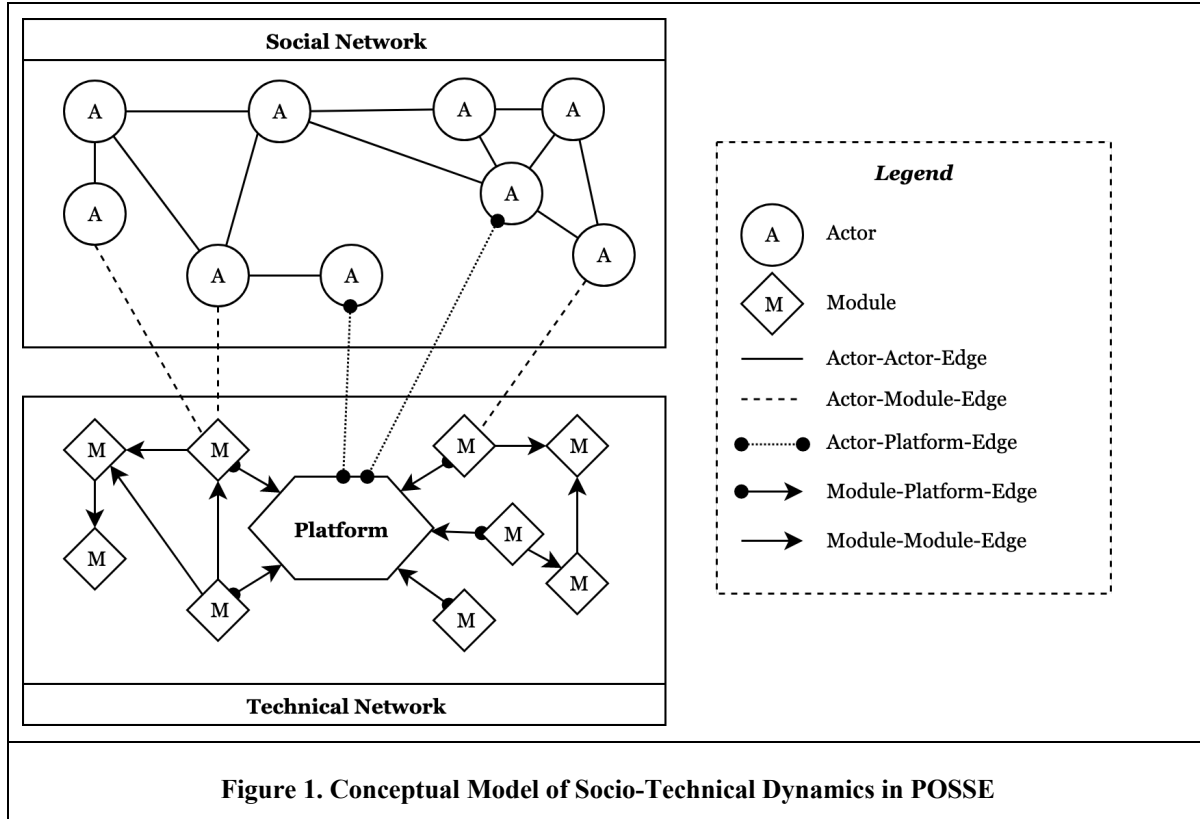 Social Network
A A A A
A A
A A A
Legend
A Actor
M Module
Actor-Actor-Edge
Actor-Module-Edge
Actor-Platform-Edge
Module-Platform-Edge
Module-Module-Edge
M M M M
Platform
M M M
M M
Technical Network
Figure 1. Conceptual Model of Socio-Technical Dynamics in POSSE